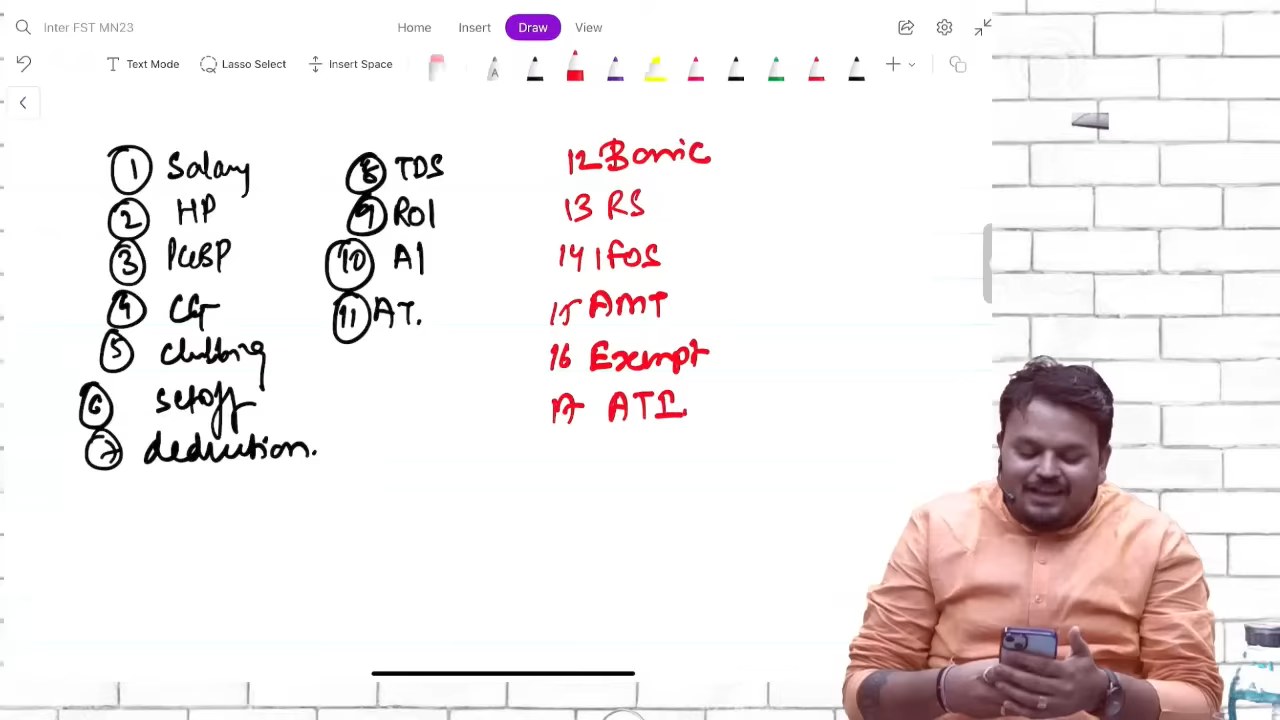 Inter FST MN23
Home Insert Draw View
Text Mode Lasso Select Insert Space
A
1 Salary
2 HP
3 PGBP
4 CG
5 clubbing
6 setoff
7 deduction.
8 TDS
9 ROI
10 AI
11 AT.
12 Basic
13 RS
14 IFOS
15 AMT
16 Exempt
17 ATI